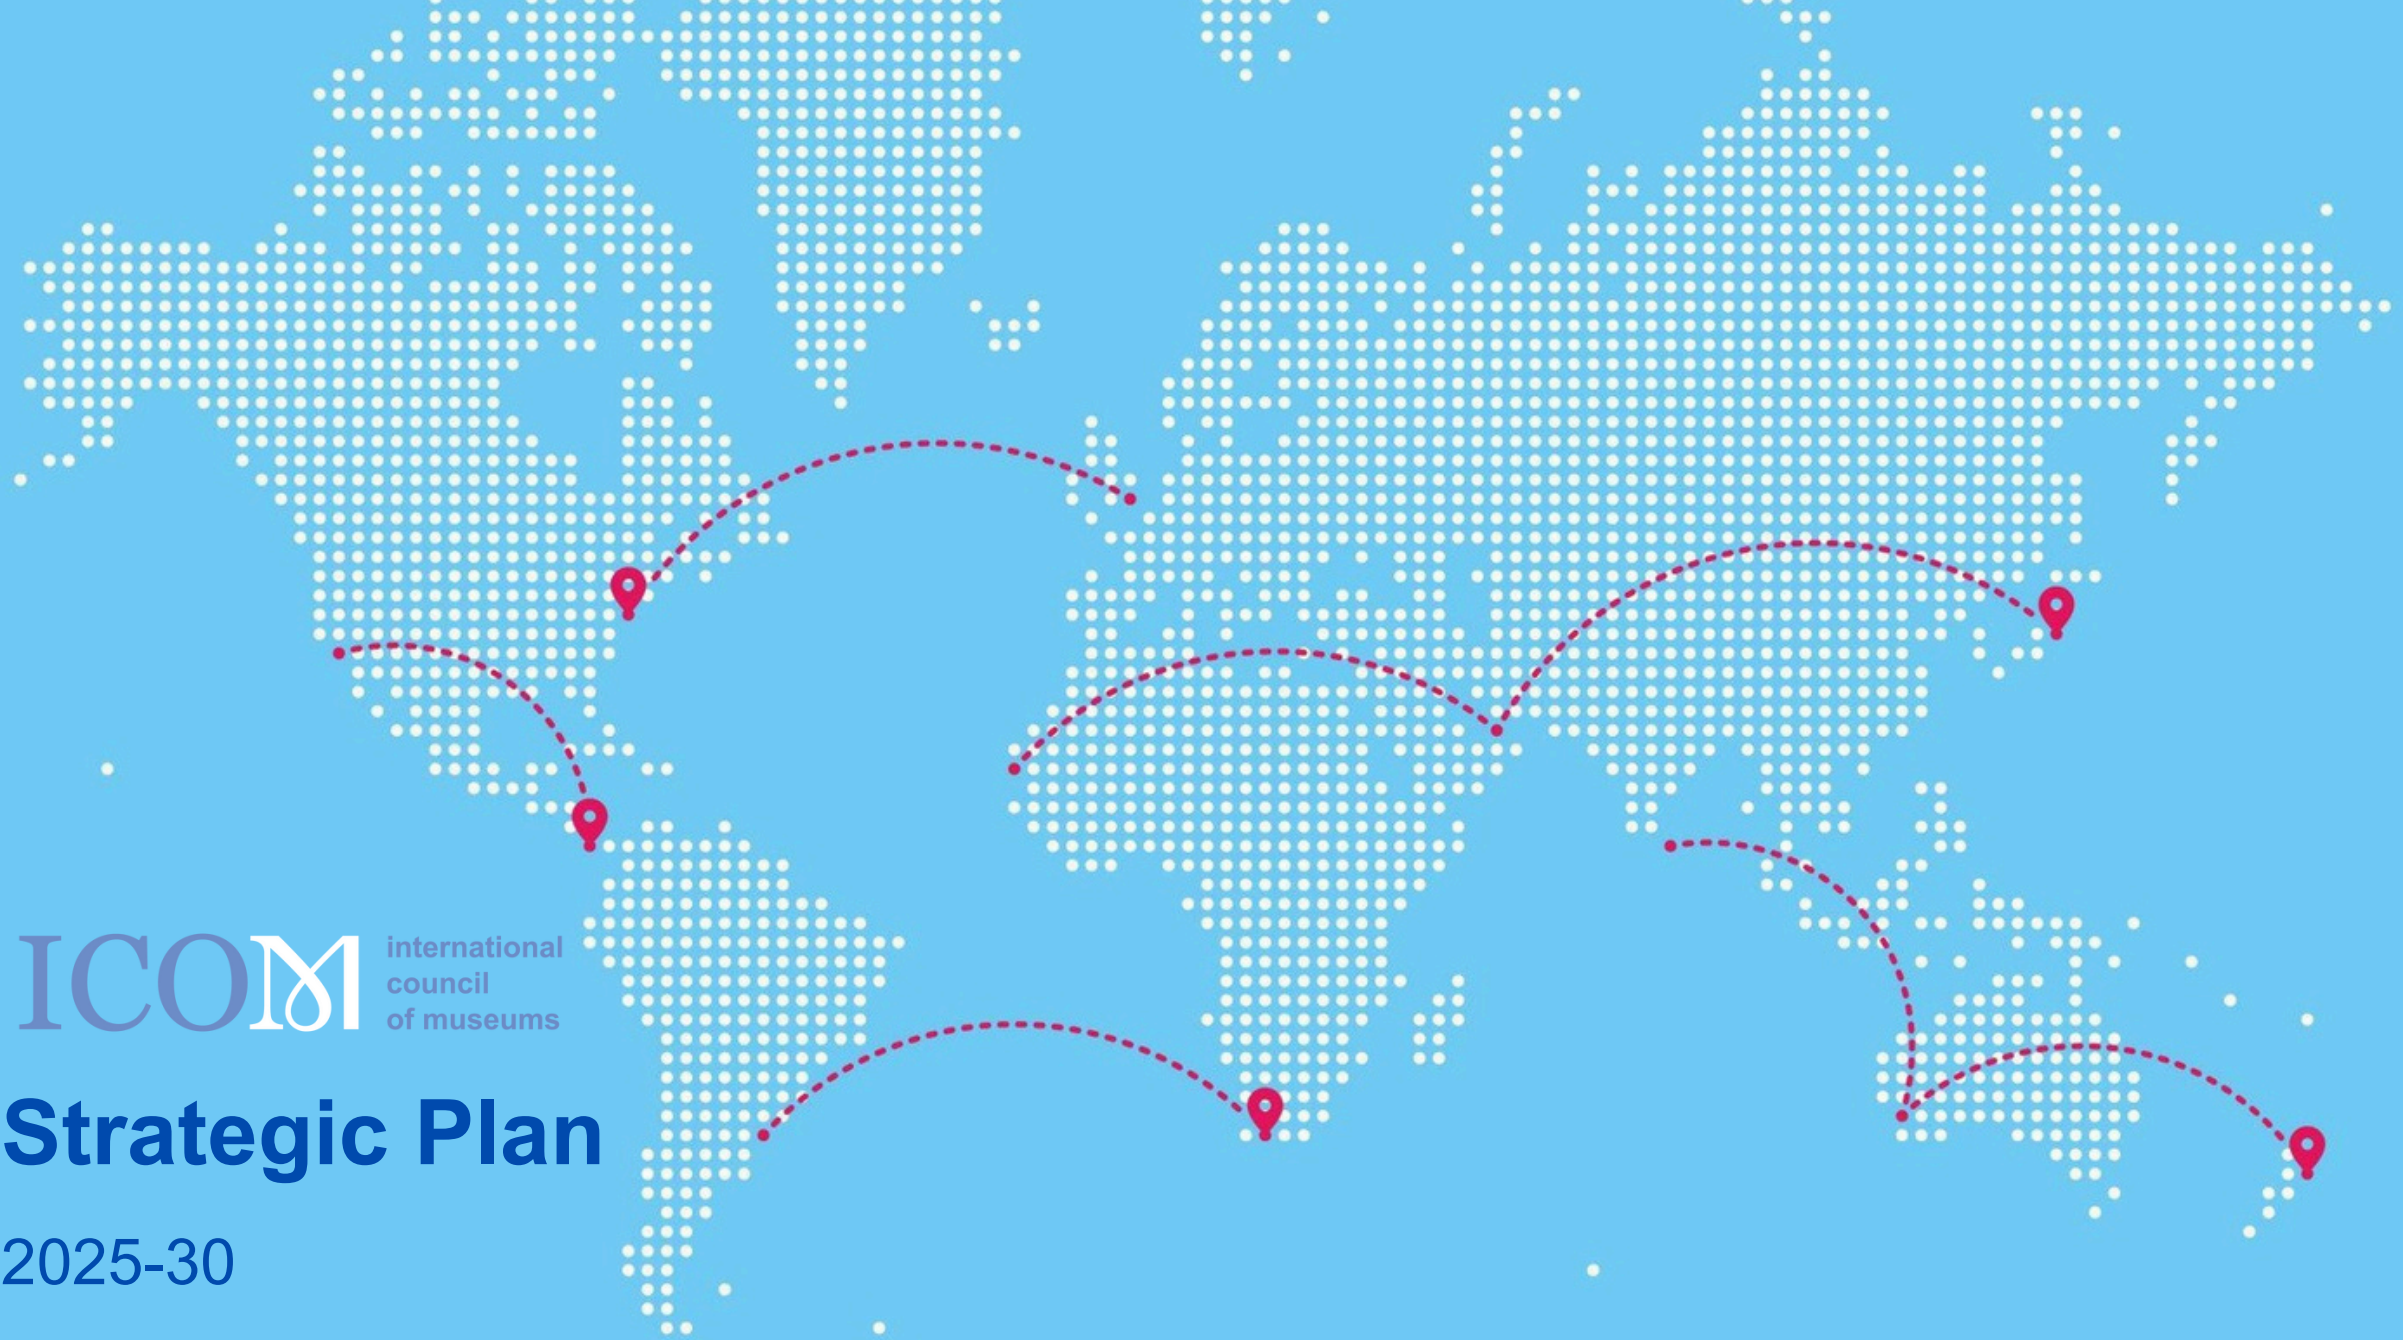 ICOM
international
council
of museums
Strategic Plan
2025-30